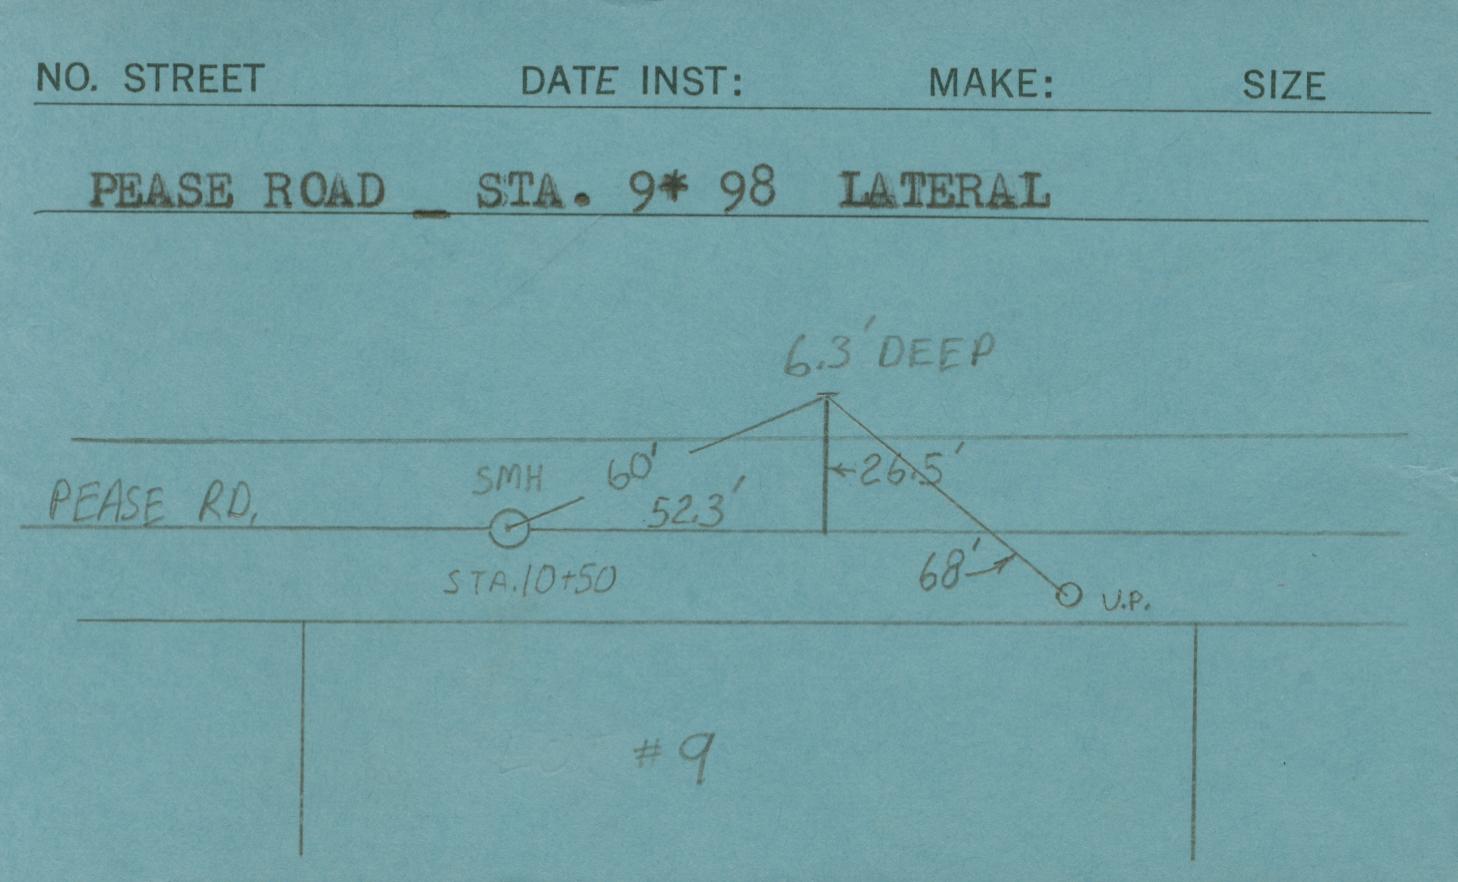 NO. STREET DATE INST: MAKE: SIZE
PEASE ROAD _ STA. 9* 98 LATERAL
6.3' DEEP
SMH 60' 26.5'
PEASE RD. 52.3'
STA.10+50 68' U.P.
#9